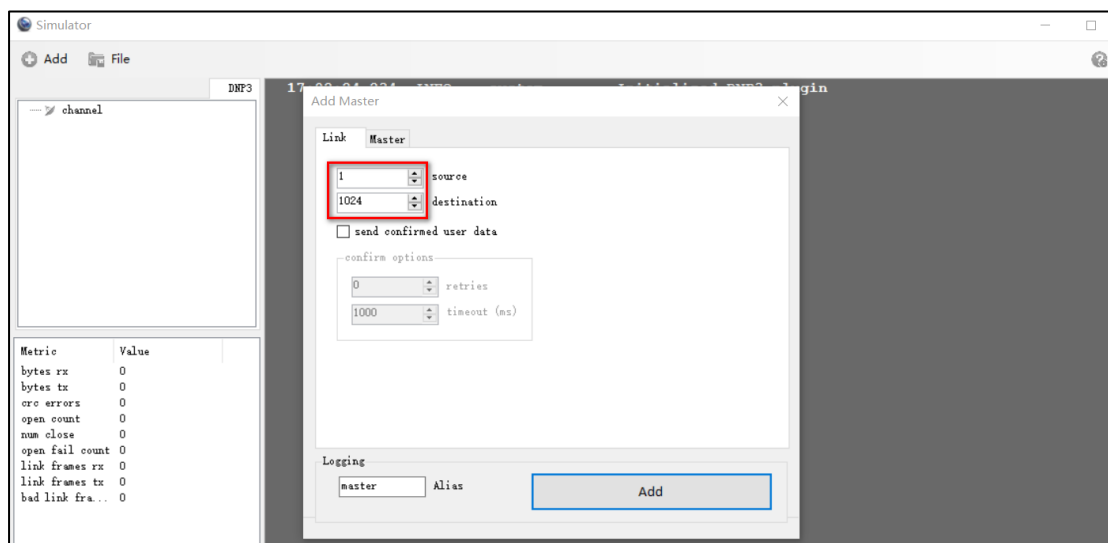 Simulator
Add File
DNP3
channel
Add Master
Link Master
1 source
1024 destination
send confirmed user data
confirm options
0 retries
1000 timeout (ms)
Metric Value
bytes rx 0
bytes tx 0
crc errors 0
open count 0
num close 0
open fail count 0
link frames rx 0
link frames tx 0
bad link fra... 0
Logging
master Alias
Add